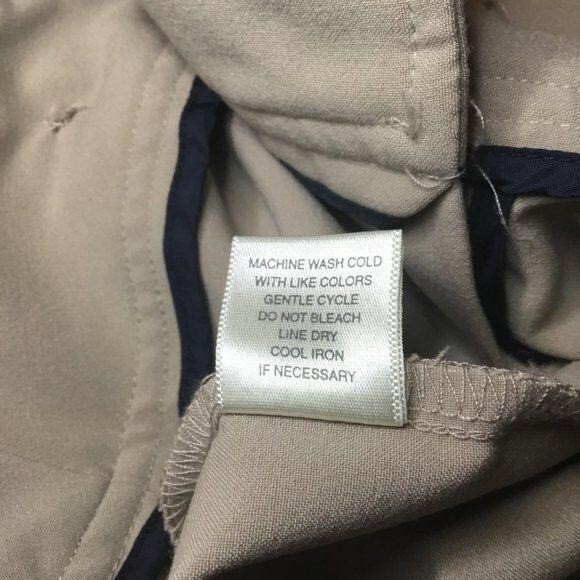 MACHINE WASH COLD
WITH LIKE COLORS
GENTLE CYCLE
DO NOT BLEACH
LINE DRY
COOL IRON
IF NECESSARY